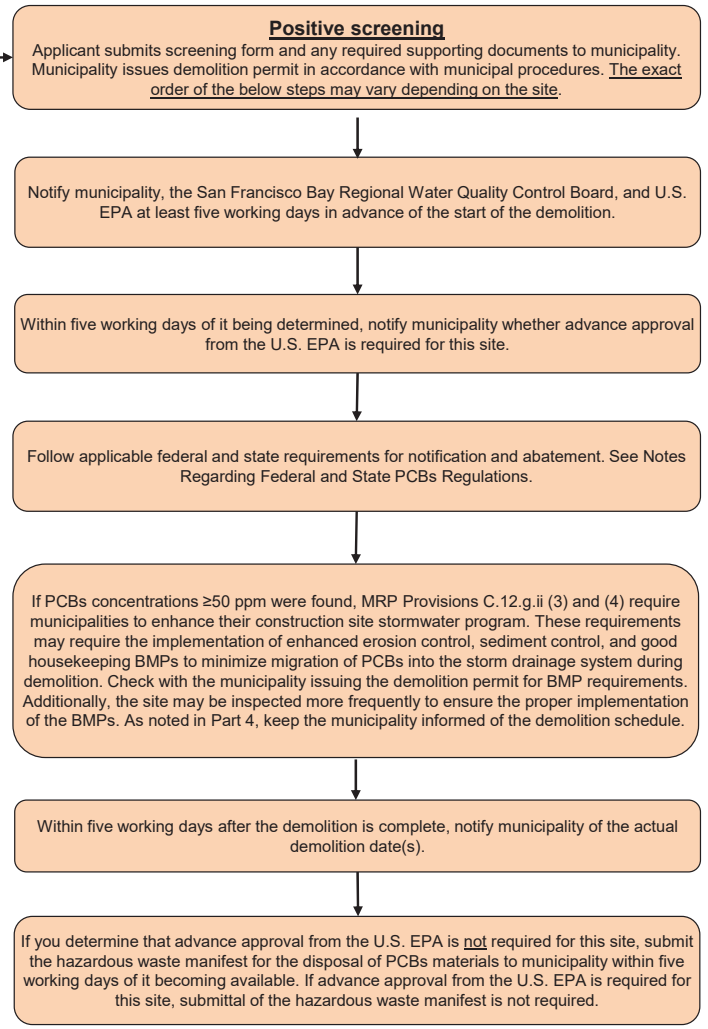 Positive screening
Applicant submits screening form and any required supporting documents to municipality.
Municipality issues demolition permit in accordance with municipal procedures. The exact
order of the below steps may vary depending on the site.
Notify municipality, the San Francisco Bay Regional Water Quality Control Board, and U.S.
EPA at least five working days in advance of the start of the demolition.
Within five working days of it being determined, notify municipality whether advance approval
from the U.S. EPA is required for this site.
Follow applicable federal and state requirements for notification and abatement. See Notes
Regarding Federal and State PCBs Regulations.
If PCBs concentrations ≥50 ppm were found, MRP Provisions C.12.g.ii (3) and (4) require
municipalities to enhance their construction site stormwater program. These requirements
may require the implementation of enhanced erosion control, sediment control, and good
housekeeping BMPs to minimize migration of PCBs into the storm drainage system during
demolition. Check with the municipality issuing the demolition permit for BMP requirements.
Additionally, the site may be inspected more frequently to ensure the proper implementation
of the BMPs. As noted in Part 4, keep the municipality informed of the demolition schedule.
Within five working days after the demolition is complete, notify municipality of the actual
demolition date(s).
If you determine that advance approval from the U.S. EPA is not required for this site, submit
the hazardous waste manifest for the disposal of PCBs materials to municipality within five
working days of it becoming available. If advance approval from the U.S. EPA is required for
this site, submittal of the hazardous waste manifest is not required.